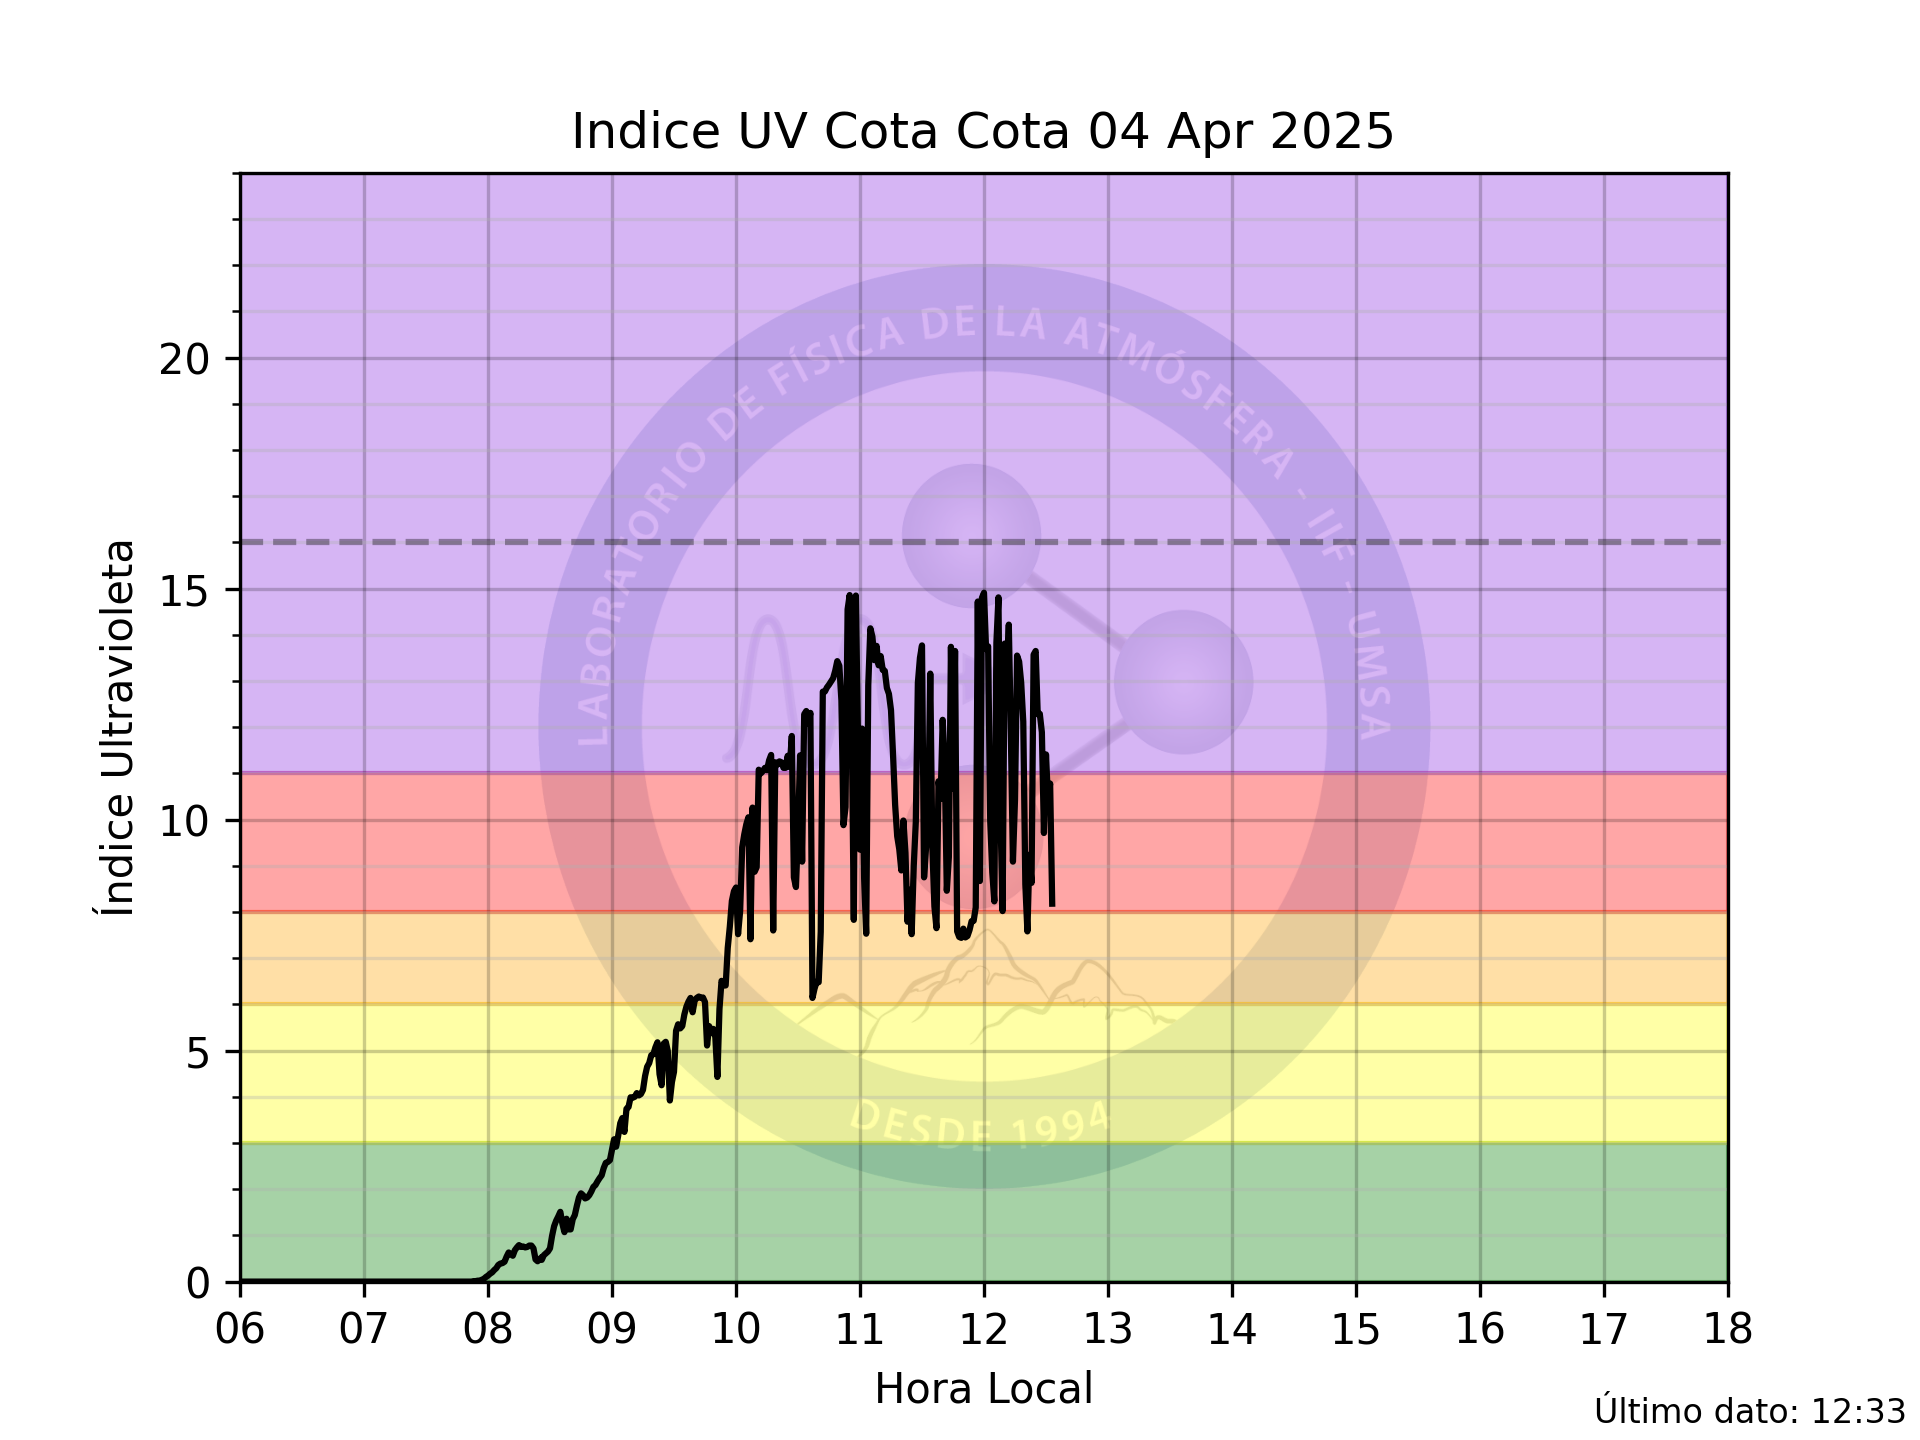 Indice UV Cota Cota 04 Apr 2025
Índice Ultravioleta
20
15
10
5
0
LABORATORIO DE FÍSICA DE LA ATMÓSFERA - IIF - UMSA
DESDE 1994
06 07 08 09 10 11 12 13 14 15 16 17 18
Hora Local
Último dato: 12:33